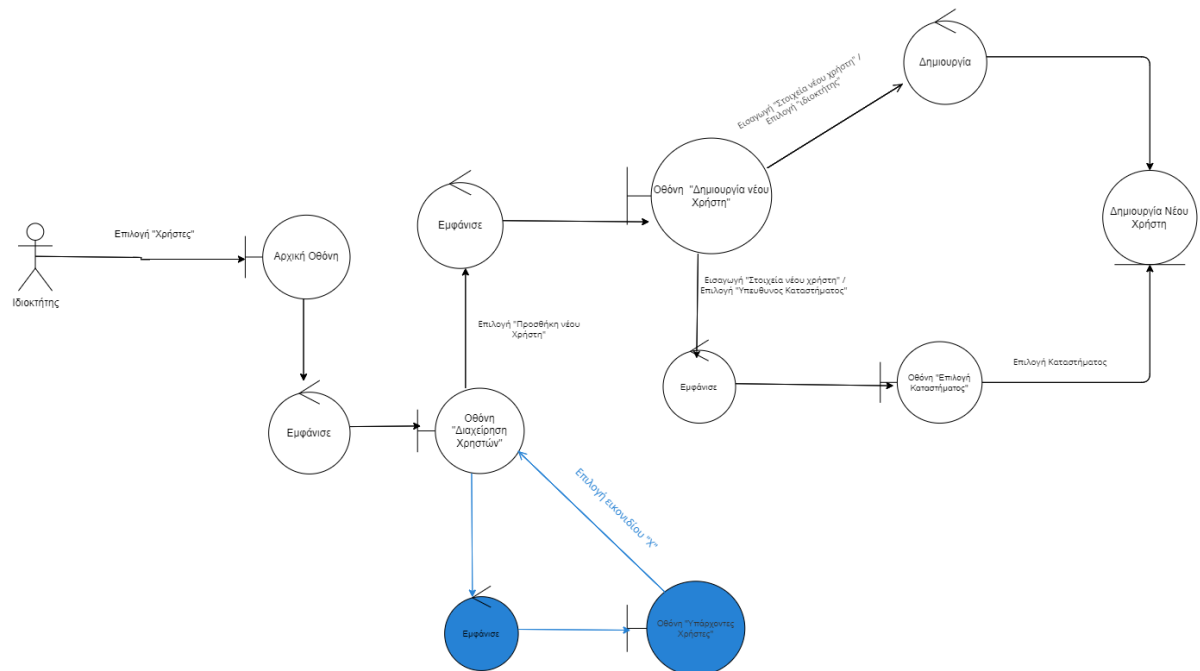 Εισαγωγή "Στοιχεία νέου χρήστη" /
Επιλογή "ιδιοκτήτης"
Δημιουργία
Οθόνη "Δημιουργία νέου
Χρήστη"
Εμφάνισε
Δημιουργία Νέου
Χρήστη
Επιλογή "Χρήστες"
Αρχική Οθόνη
Ιδιοκτήτης
Εισαγωγή "Στοιχεία νέου χρήστη" /
Επιλογή "Υπευθυνος Καταστήματος"
Επιλογή "Προσθήκη νέου
Χρήστη"
Εμφάνισε
Οθόνη "Επιλογή
Καταστήματος"
Επιλογή Καταστήματος
Εμφάνισε
Οθόνη
"Διαχείρηση
Χρηστών"
Επιλογή εικονιδίου "Χ"
Εμφάνισε
Οθόνη "Υπάρχοντες
Χρήστες"